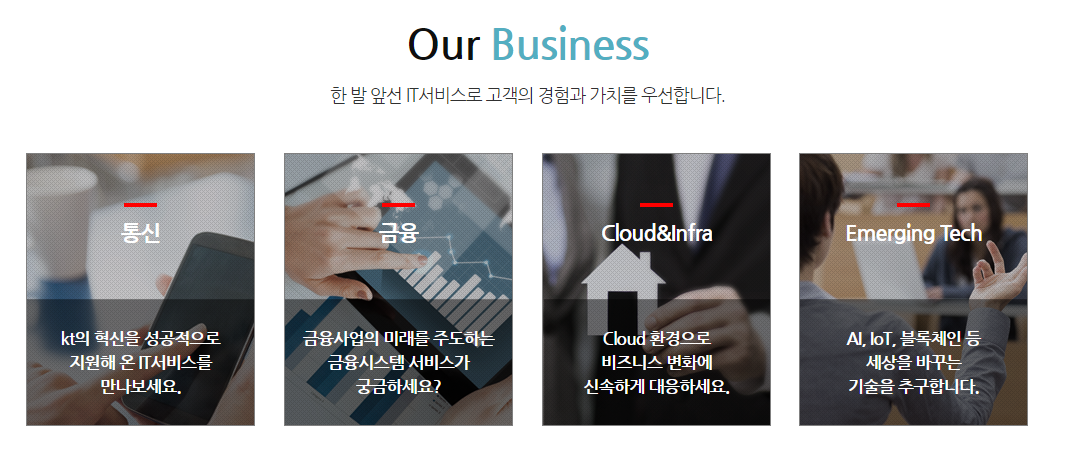 Our Business
한 발 앞선 IT서비스로 고객의 경험과 가치를 우선합니다.
통신
kt의 혁신을 성공적으로
지원해 온 IT서비스를
만나보세요.
금융
금융사업의 미래를 주도하는
금융시스템 서비스가
궁금하세요?
Cloud&Infra
Cloud 환경으로
비즈니스 변화에
신속하게 대응하세요.
Emerging Tech
AI, IoT, 블록체인 등
세상을 바꾸는
기술을 추구합니다.